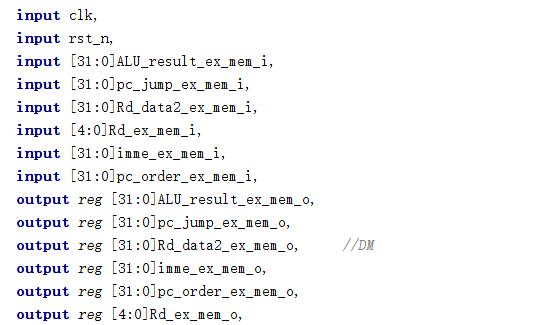 input clk,
input rst_n,
input [31:0]ALU_result_ex_mem_i,
input [31:0]pc_jump_ex_mem_i,
input [31:0]Rd_data2_ex_mem_i,
input [4:0]Rd_ex_mem_i,
input [31:0]imme_ex_mem_i,
input [31:0]pc_order_ex_mem_i,
output reg [31:0]ALU_result_ex_mem_o,
output reg [31:0]pc_jump_ex_mem_o,
output reg [31:0]Rd_data2_ex_mem_o, //DM
output reg [31:0]imme_ex_mem_o,
output reg [31:0]pc_order_ex_mem_o,
output reg [4:0]Rd_ex_mem_o,